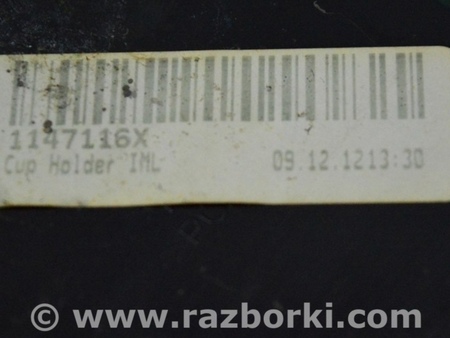 1147116X
Cup Holder IML 09.12.1213:30
© www.razborki.com